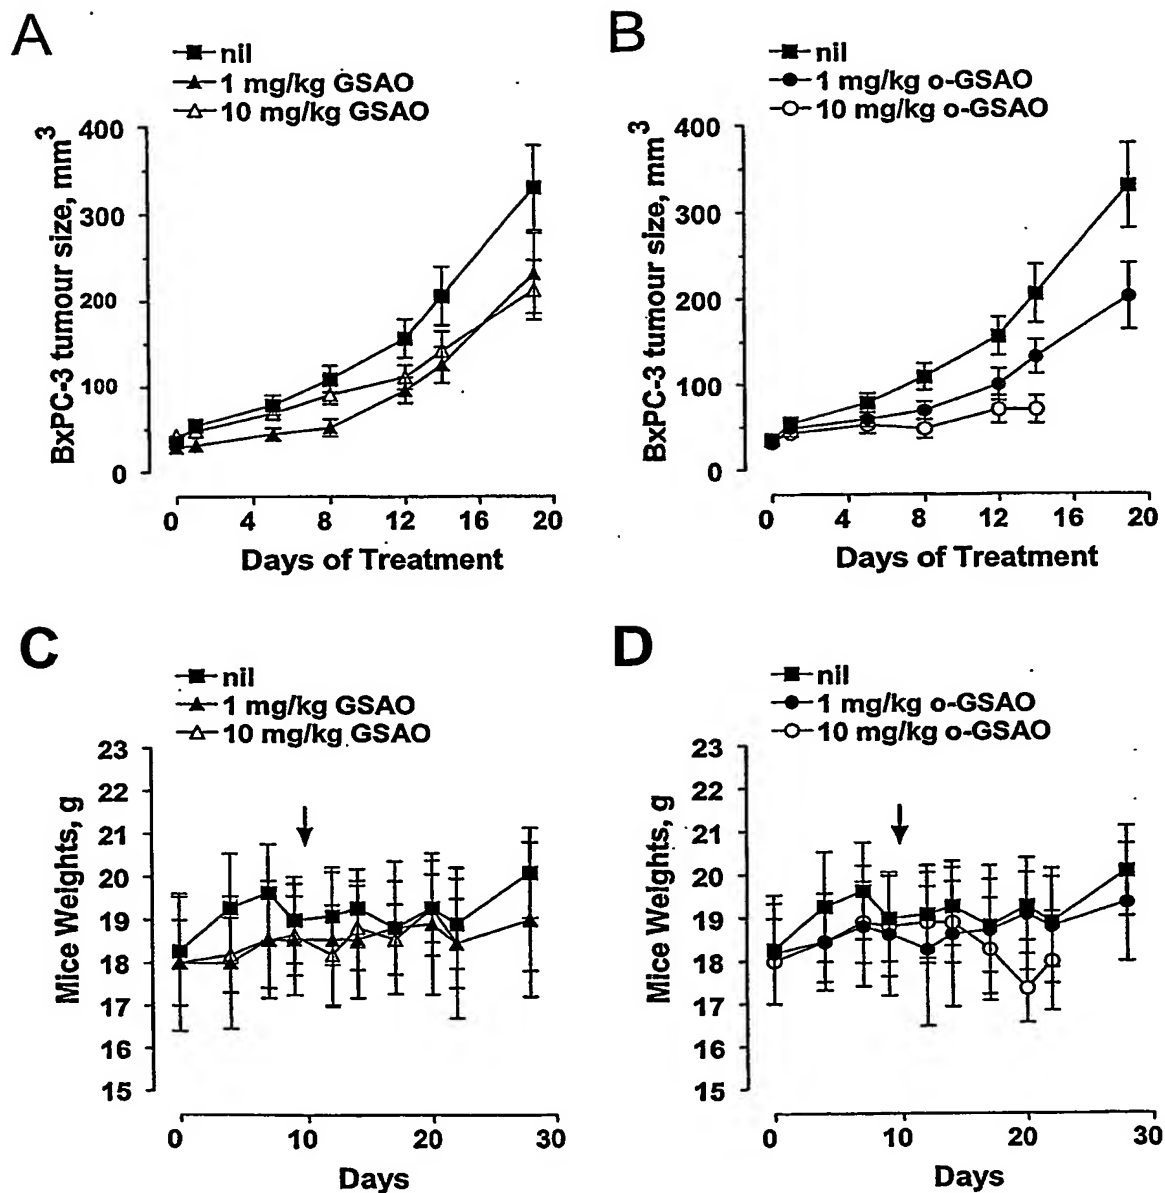 A
nil
1 mg/kg GSAO
10 mg/kg GSAO
BxPC-3 tumour size, mm3
400
300
200
100
0
0 4 8 12 16 20
Days of Treatment
B
nil
1 mg/kg o-GSAO
10 mg/kg o-GSAO
BxPC-3 tumour size, mm3
400
300
200
100
0
0 4 8 12 16 20
Days of Treatment
C
nil
1 mg/kg GSAO
10 mg/kg GSAO
Mice Weights, g
23
22
21
20
19
18
17
16
15
0 10 20 30
Days
D
nil
1 mg/kg o-GSAO
10 mg/kg o-GSAO
Mice Weights, g
23
22
21
20
19
18
17
16
15
0 10 20 30
Days